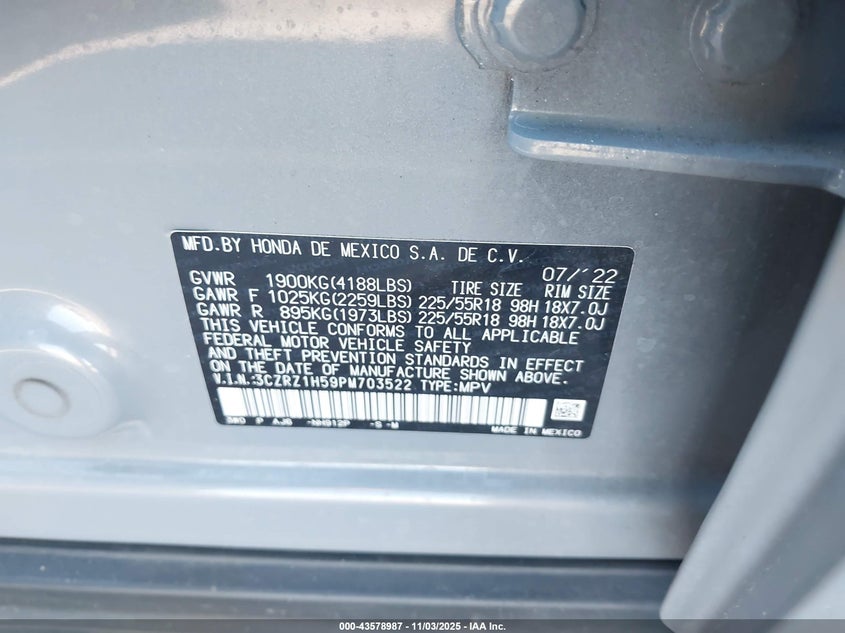 MFD.BY HONDA DE MEXICO S.A. DE C.V. 07/'22
GVWR 1900KG(4188LBS) TIRE SIZE RIM SIZE
GAWR F 1025KG(2259LBS) 225/55R18 98H 18X7.0J
GAWR R 895KG(1973LBS) 225/55R18 98H 18X7.0J
THIS VEHICLE CONFORMS TO ALL APPLICABLE
FEDERAL MOTOR VEHICLE SAFETY
AND THEFT PREVENTION STANDARDS IN EFFECT
ON THE DATE OF MANUFACTURE SHOWN ABOVE.
V.I.N.:3CZRZ1H59PM703522 TYPE:MPV
3W0 P AJ0 -NH912P -S -M MADE IN MEXICO
000-43578987 - 11/03/2025 - IAA Inc.